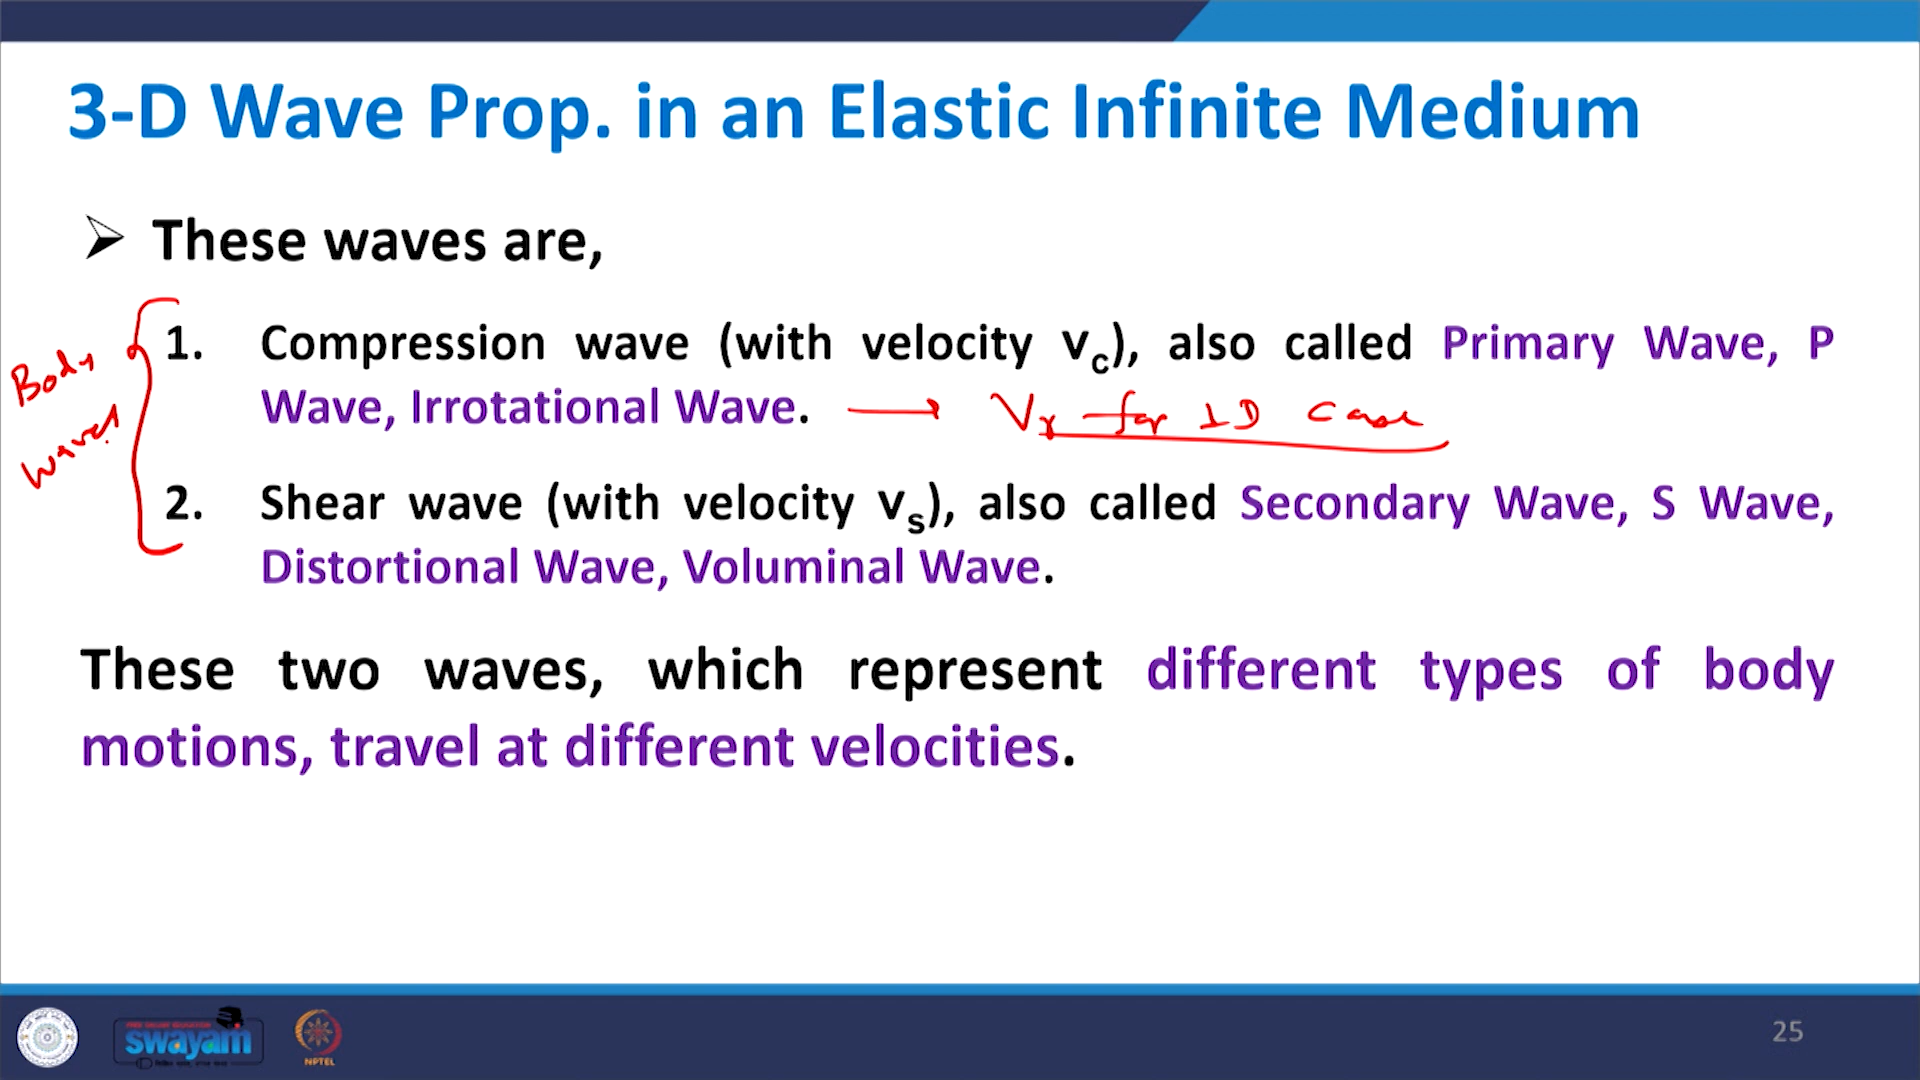 3-D Wave Prop. in an Elastic Infinite Medium
These waves are,
1. Compression wave (with velocity vc), also called Primary Wave, P
Wave, Irrotational Wave.
Vr for 1D case
Body
waves
2. Shear wave (with velocity vs), also called Secondary Wave, S Wave,
Distortional Wave, Voluminal Wave.
These two waves, which represent different types of body
motions, travel at different velocities.
swayam
NPTEL
25